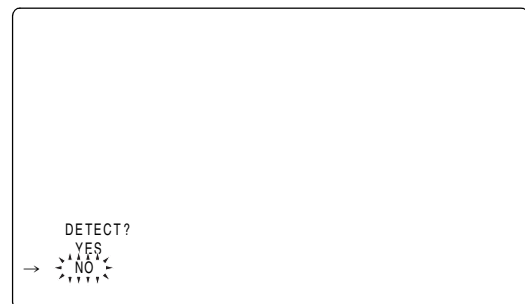 DETECT?
YES
→ NO